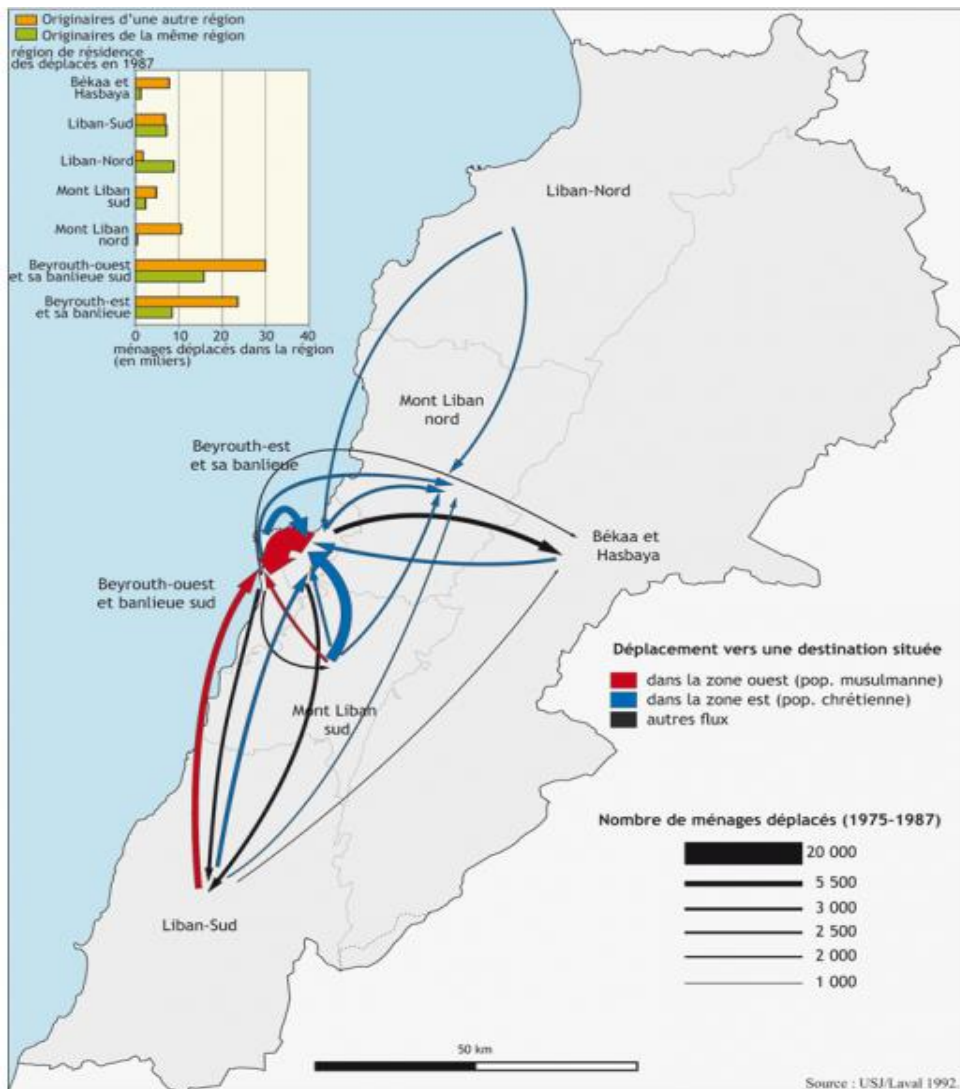 Originaires d'une autre région
Originaires de la même région
région de résidence
des déplacés en 1987
Békaa et
Hasbaya
Liban-Sud
Liban-Nord
Mont Liban
sud
Mont Liban
nord
Beyrouth-ouest
et sa banlieue sud
Beyrouth-est
et sa banlieue
0 10 20 30 40
ménages déplacés dans la région
(en miliers)
Liban-Nord
Mont Liban
nord
Beyrouth-est
et sa banlieue
Békaa et
Hasbaya
Beyrouth-ouest
et banlieue sud
Mont Liban
sud
Liban-Sud
Déplacement vers une destination située
dans la zone ouest (pop. musulmanne)
dans la zone est (pop. chrétienne)
autres flux
Nombre de ménages déplacés (1975-1987)
20 000
5 500
3 000
2 500
2 000
1 000
50 km
Source : USJ/Laval 1992